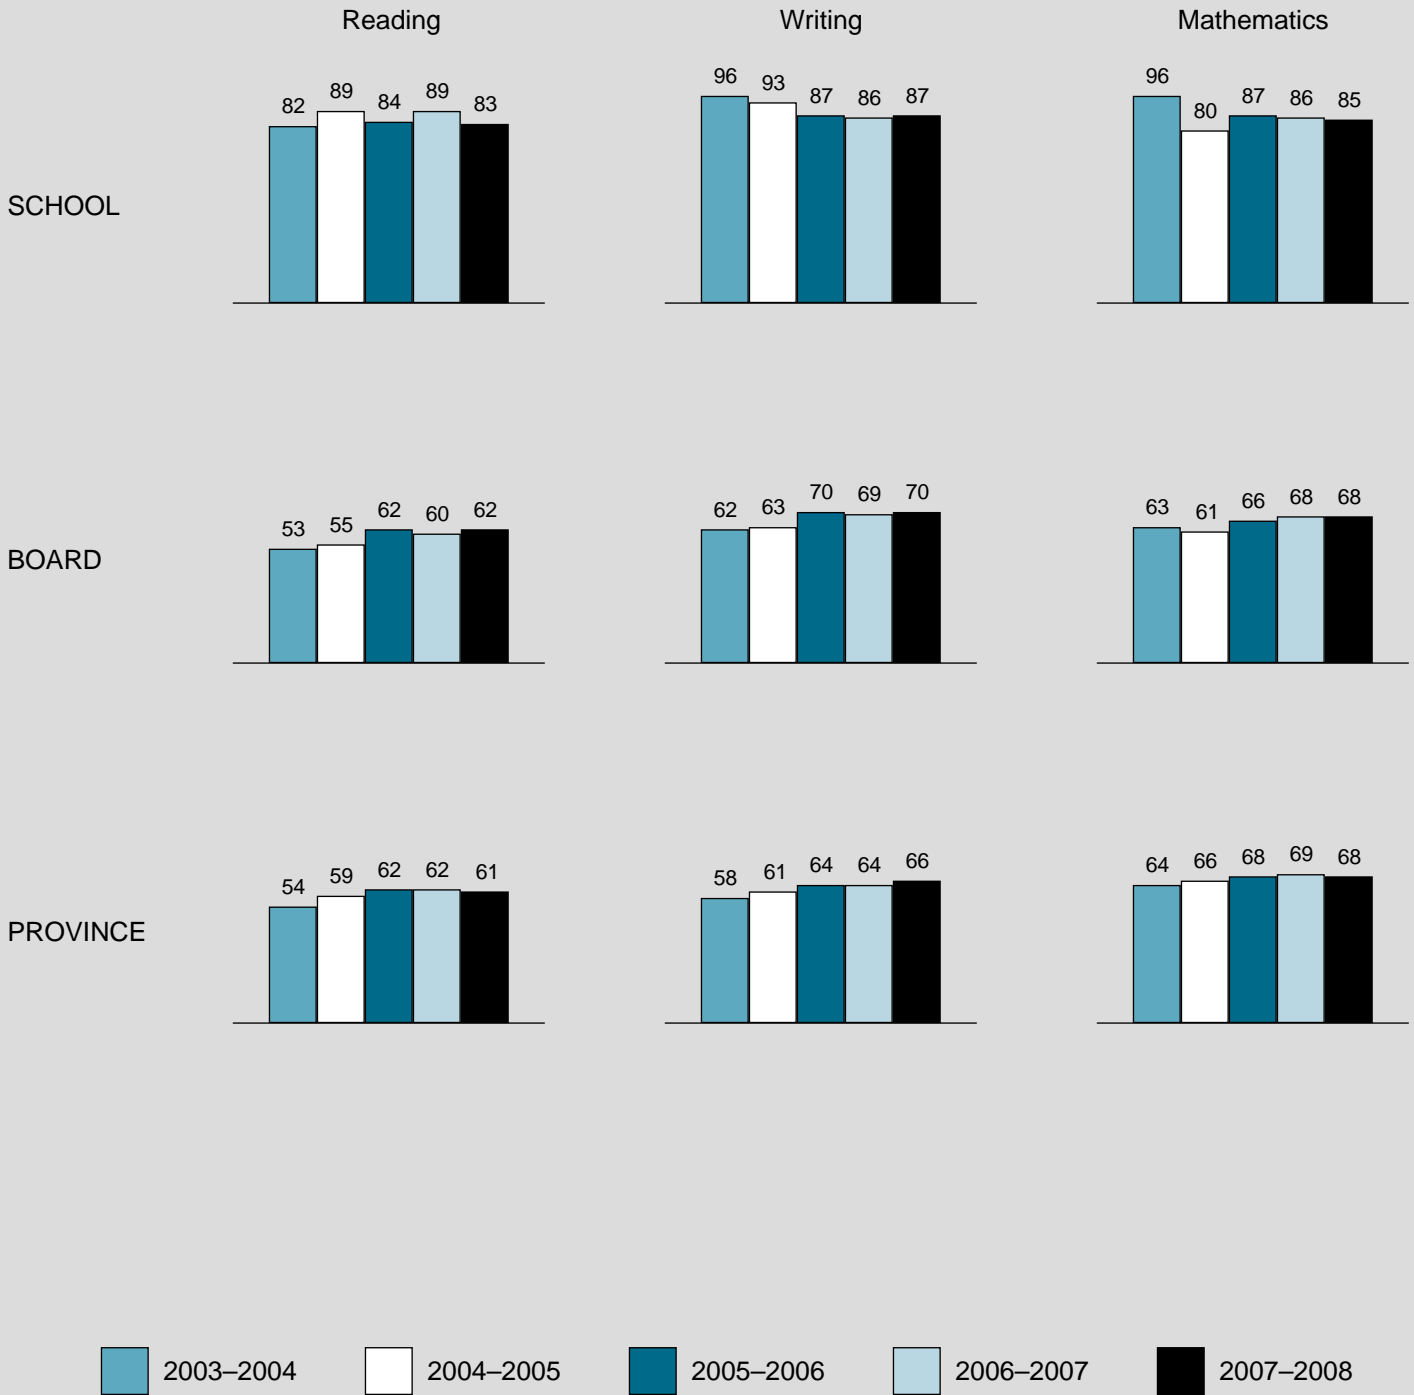 Reading Writing Mathematics
SCHOOL
82 89 84 89 83
96 93 87 86 87
96 80 87 86 85
BOARD
53 55 62 60 62
62 63 70 69 70
63 61 66 68 68
PROVINCE
54 59 62 62 61
58 61 64 64 66
64 66 68 69 68
2003–2004 2004–2005 2005–2006 2006–2007 2007–2008